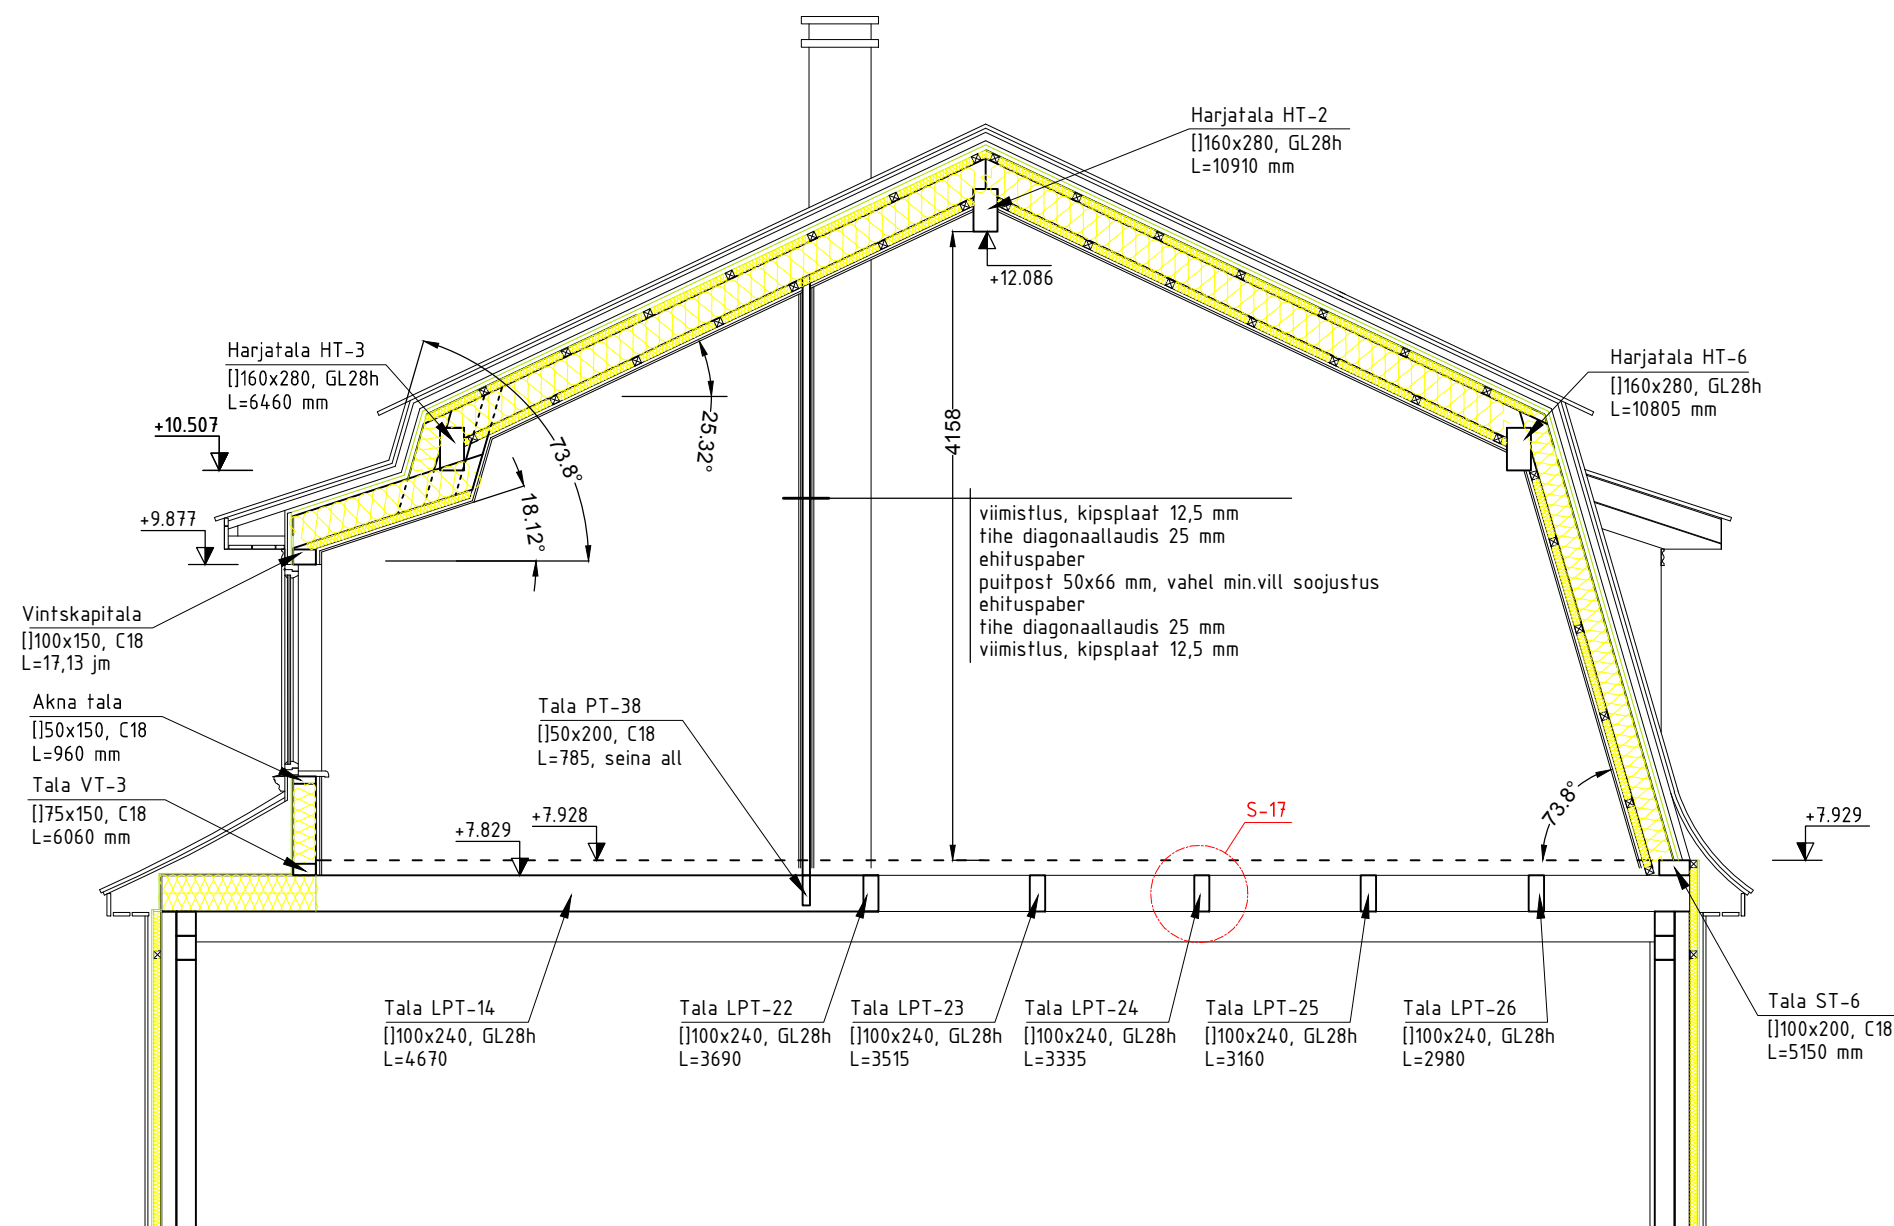 Harjatala HT-2
[]160x280, GL28h
L=10910 mm
+12.086
Harjatala HT-3
[]160x280, GL28h
L=6460 mm
Harjatala HT-6
[]160x280, GL28h
L=10805 mm
+10.507
+9.877
73.8°
25.32°
18.12°
4158
viimistlus, kipsplaat 12,5 mm
tihe diagonaallaudis 25 mm
ehituspaber
puitpost 50x66 mm, vahel min.vill soojustus
ehituspaber
tihe diagonaallaudis 25 mm
viimistlus, kipsplaat 12,5 mm
Vintskapitala
[]100x150, C18
L=17,13 jm
Akna tala
[]50x150, C18
L=960 mm
Tala VT-3
[]75x150, C18
L=6060 mm
Tala PT-38
[]50x200, C18
L=785, seina all
+7.829
+7.928
S-17
73.8°
+7.929
Tala LPT-14
[]100x240, GL28h
L=4670
Tala LPT-22
[]100x240, GL28h
L=3690
Tala LPT-23
[]100x240, GL28h
L=3515
Tala LPT-24
[]100x240, GL28h
L=3335
Tala LPT-25
[]100x240, GL28h
L=3160
Tala LPT-26
[]100x240, GL28h
L=2980
Tala ST-6
[]100x200, C18
L=5150 mm